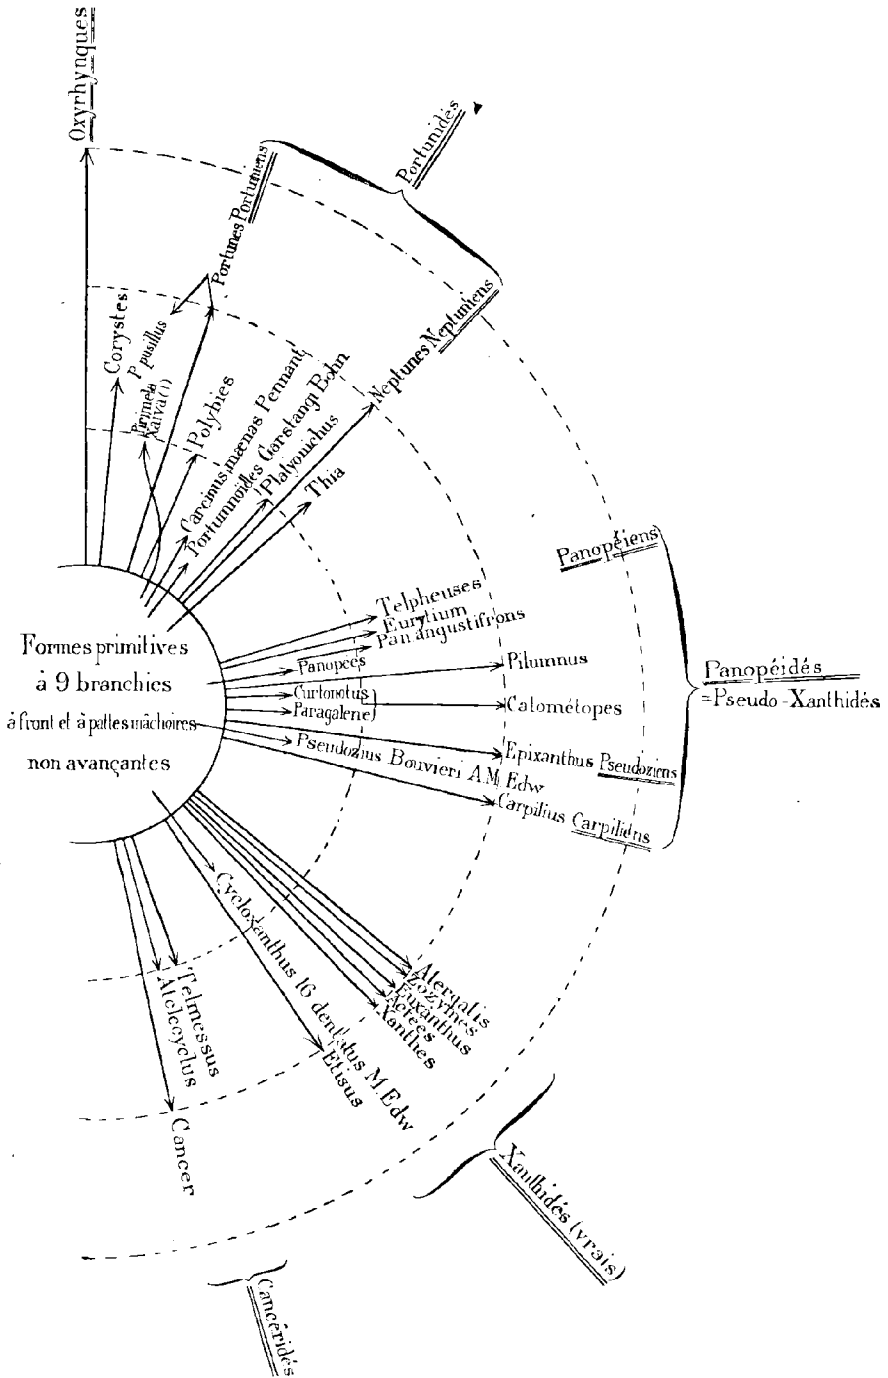 Oxyrhynques
Portunidés
Portunes Portuniens
Neptunes Neptuniens
Corystes
P pusillus
Pirimela
Xaiva (1)
Polybies
Carcinus mænas Pennant
Portumnoïdes Garstangi Bohn
Platyonichus
Thia
Formes primitives
à 9 branchies
à front et à pattes mâchoires
non avançantes
Telpheuses
Eurytium
Pan angustifrons
Panopées
Pilumnus
Curtonotus
Paragalene
Catométopes
Epixanthus Pseudoziens
Pseudozius Bouvieri A.M. Edw
Carpilius Carpiliens
Panopéiens
Panopéidés
=Pseudo-Xanthidés
Atergatis
Zozymes
Euxanthus
Actées
Xanthes
Cycloxanthus 16 dentatus M. Edw
Etisus
Telmessus
Atelecyclus
Cancer
Xanthidés (vrais)
Cancéridés